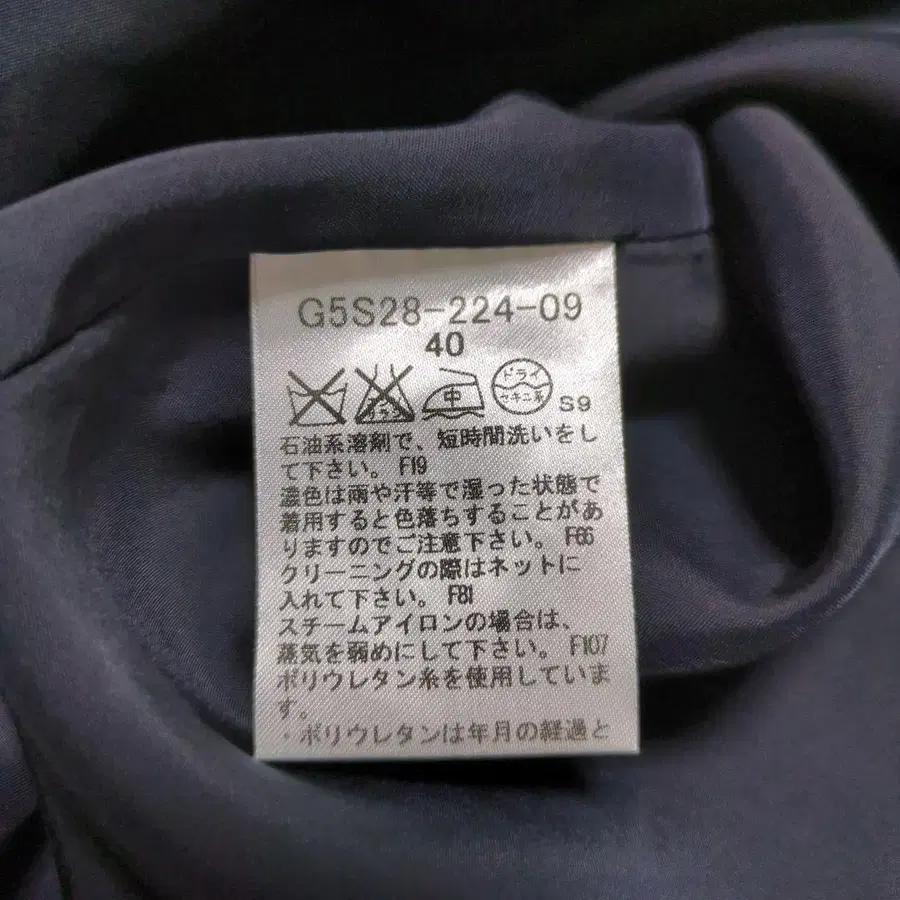 G5S28-224-09
40
中 ドライ セキユ系 S9
石油系溶剤で、短時間洗いをし
て下さい。 F19
濃色は雨や汗等で湿った状態で
着用すると色落ちすることがあ
りますのでご注意下さい。 F66
クリーニングの際はネットに
入れて下さい。 F81
スチームアイロンの場合は、
蒸気を弱めにして下さい。 F107
ポリウレタン糸を使用していま
す。
・ポリウレタンは年月の経過と